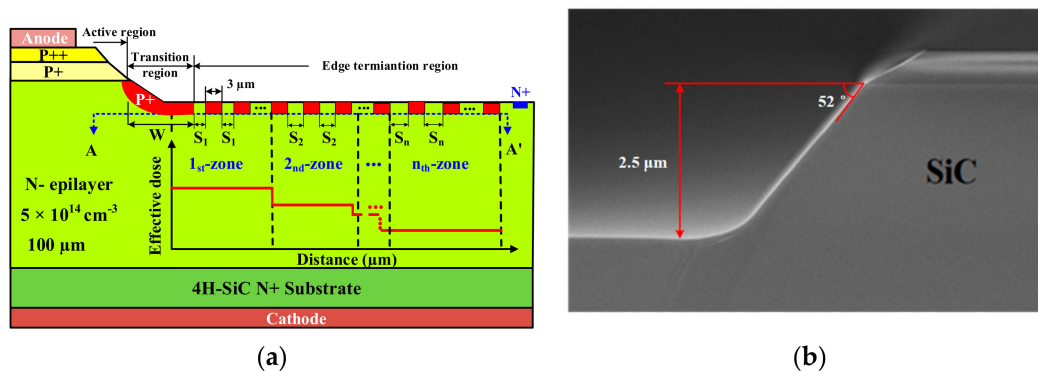 Active region
Anode
P++
P+
Transition
region
Edge termiantion region
3 µm
P+
N+
S1 S1 S2 S2 Sn Sn
W
A
A'
1st-zone 2nd-zone ••• nth-zone
Effective dose
N- epilayer
5 × 10^14 cm^-3
100 µm
Distance (µm)
4H-SiC N+ Substrate
Cathode
(a)
52 °
2.5 µm
SiC
(b)